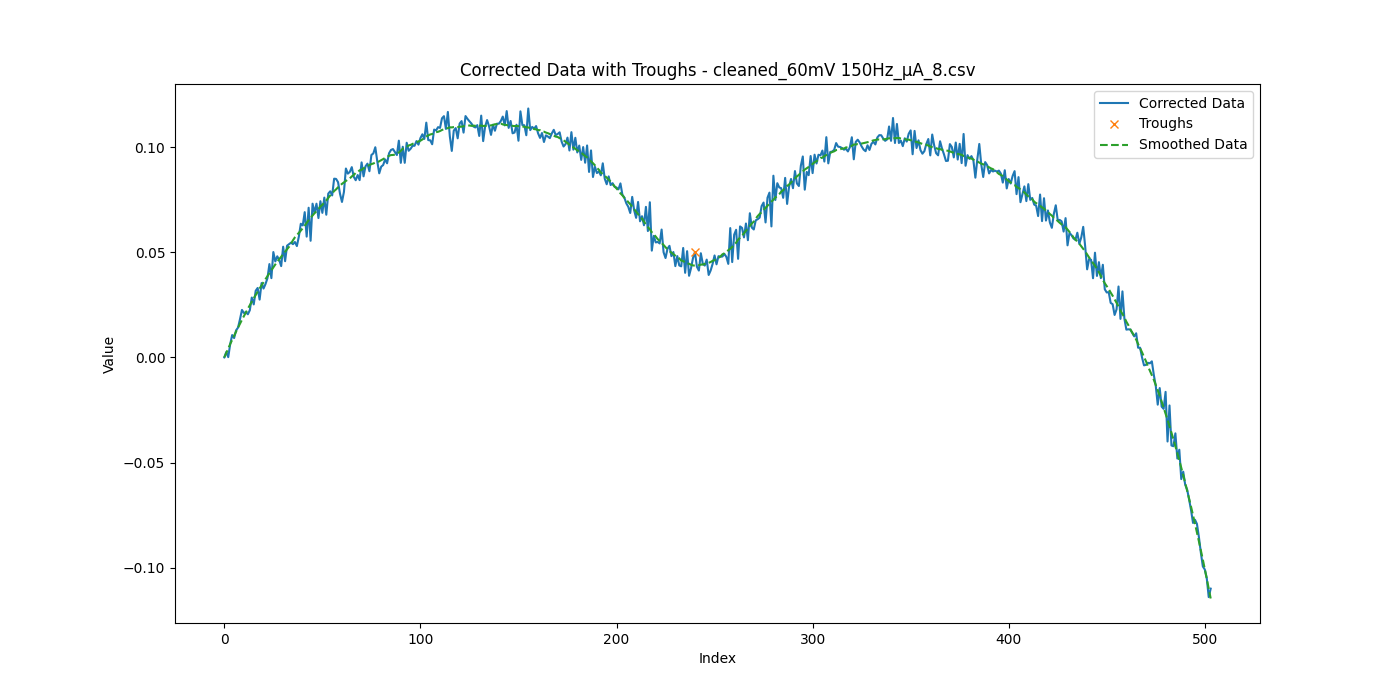 Corrected Data with Troughs - cleaned_60mV 150Hz_µA_8.csv
Corrected Data
Troughs
Smoothed Data
Value
0.10
0.05
0.00
−0.05
−0.10
0
100
200
300
400
500
Index